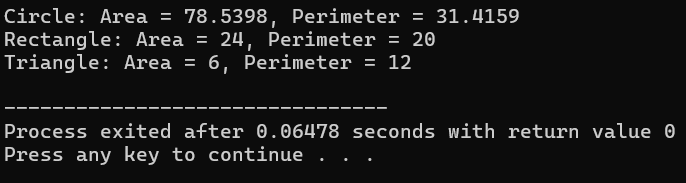 Circle: Area = 78.5398, Perimeter = 31.4159
Rectangle: Area = 24, Perimeter = 20
Triangle: Area = 6, Perimeter = 12
--------------------------------
Process exited after 0.06478 seconds with return value 0
Press any key to continue . . .